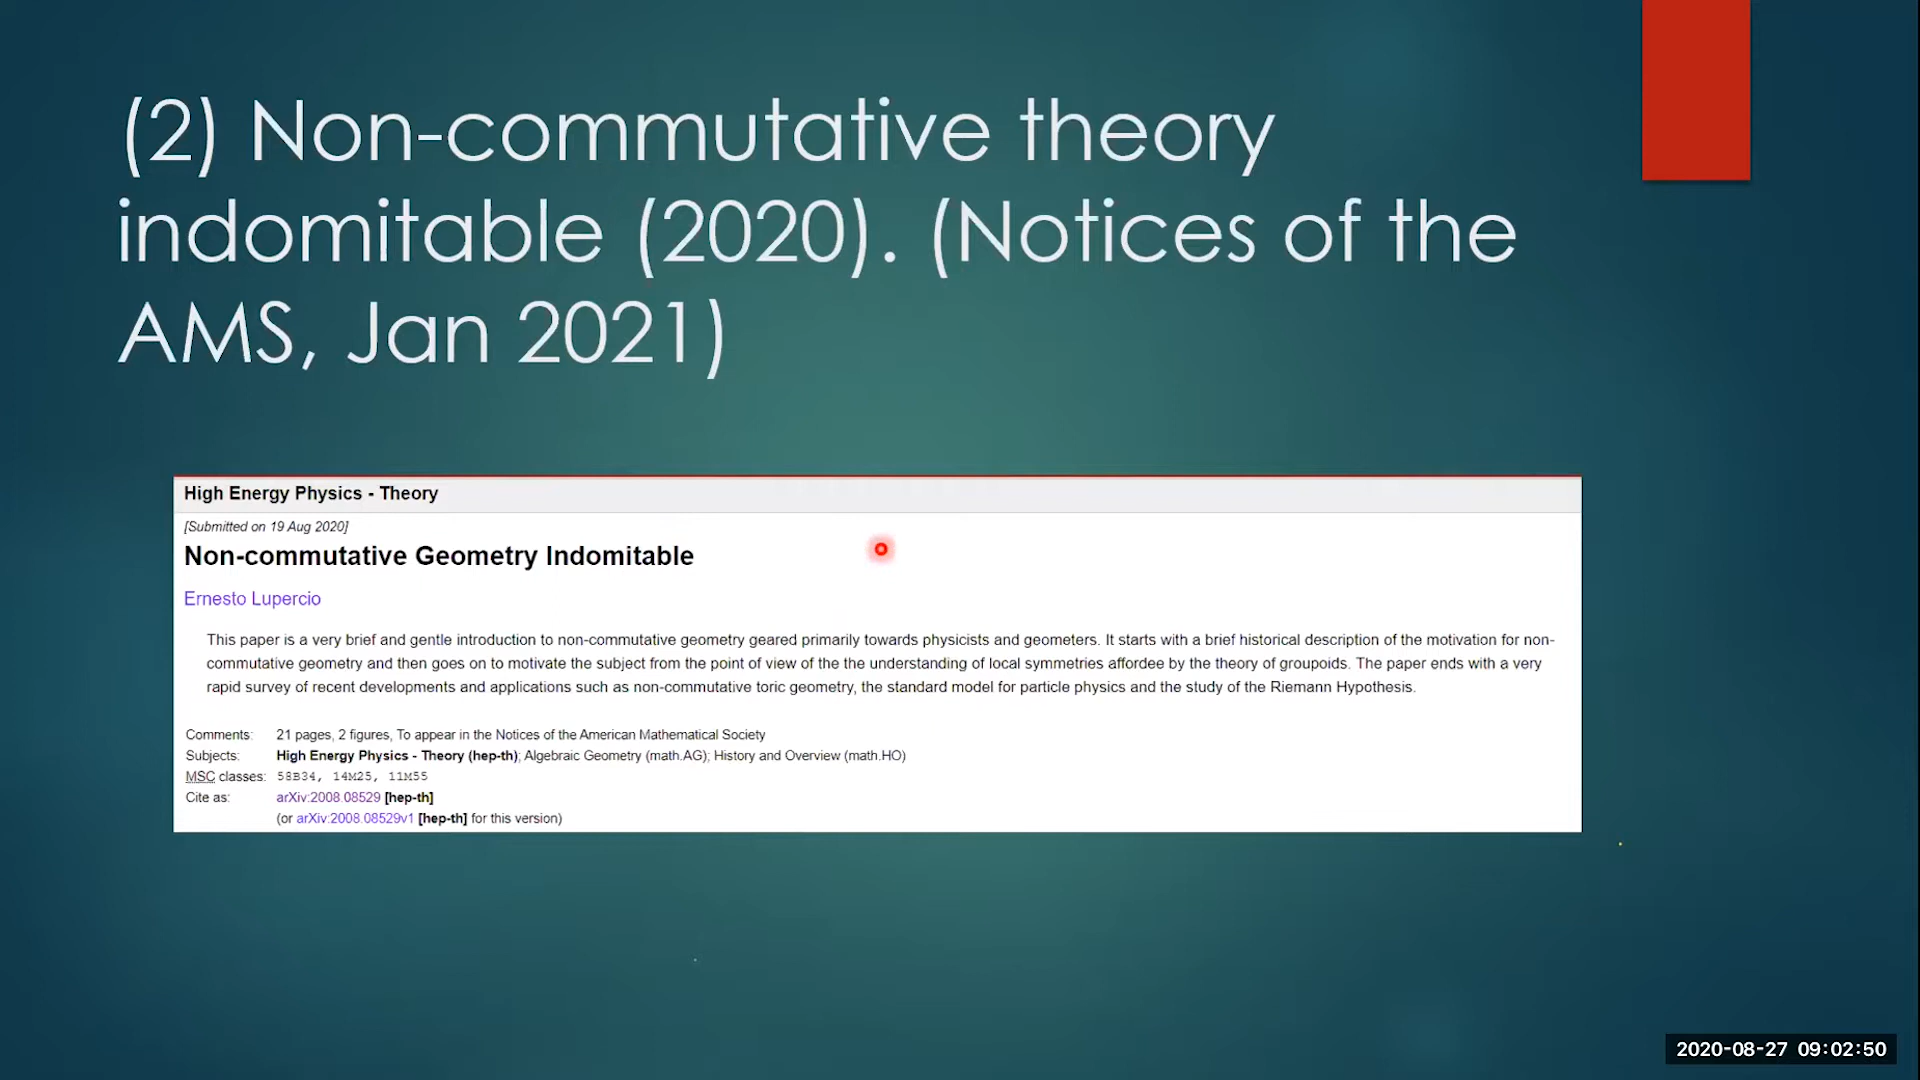 (2) Non-commutative theory
indomitable (2020). (Notices of the
AMS, Jan 2021)
High Energy Physics - Theory
[Submitted on 19 Aug 2020]
Non-commutative Geometry Indomitable
Ernesto Lupercio
This paper is a very brief and gentle introduction to non-commutative geometry geared primarily towards physicists and geometers. It starts with a brief historical description of the motivation for non-
commutative geometry and then goes on to motivate the subject from the point of view of the the understanding of local symmetries affordee by the theory of groupoids. The paper ends with a very
rapid survey of recent developments and applications such as non-commutative toric geometry, the standard model for particle physics and the study of the Riemann Hypothesis.
Comments: 21 pages, 2 figures, To appear in the Notices of the American Mathematical Society
Subjects: High Energy Physics - Theory (hep-th); Algebraic Geometry (math.AG); History and Overview (math.HO)
MSC classes: 58B34, 14M25, 11M55
Cite as: arXiv:2008.08529 [hep-th]
(or arXiv:2008.08529v1 [hep-th] for this version)
2020-08-27 09:02:50